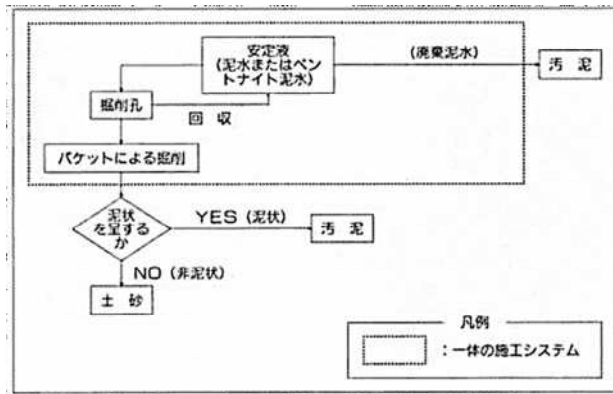 安定液
(泥水またはベン
トナイト泥水)
(廃棄泥水)
汚泥
掘削孔
回収
バケットによる掘削
泥状
を呈する
か
YES (泥状)
汚泥
NO (非泥状)
土砂
凡例
:一体の施工システム